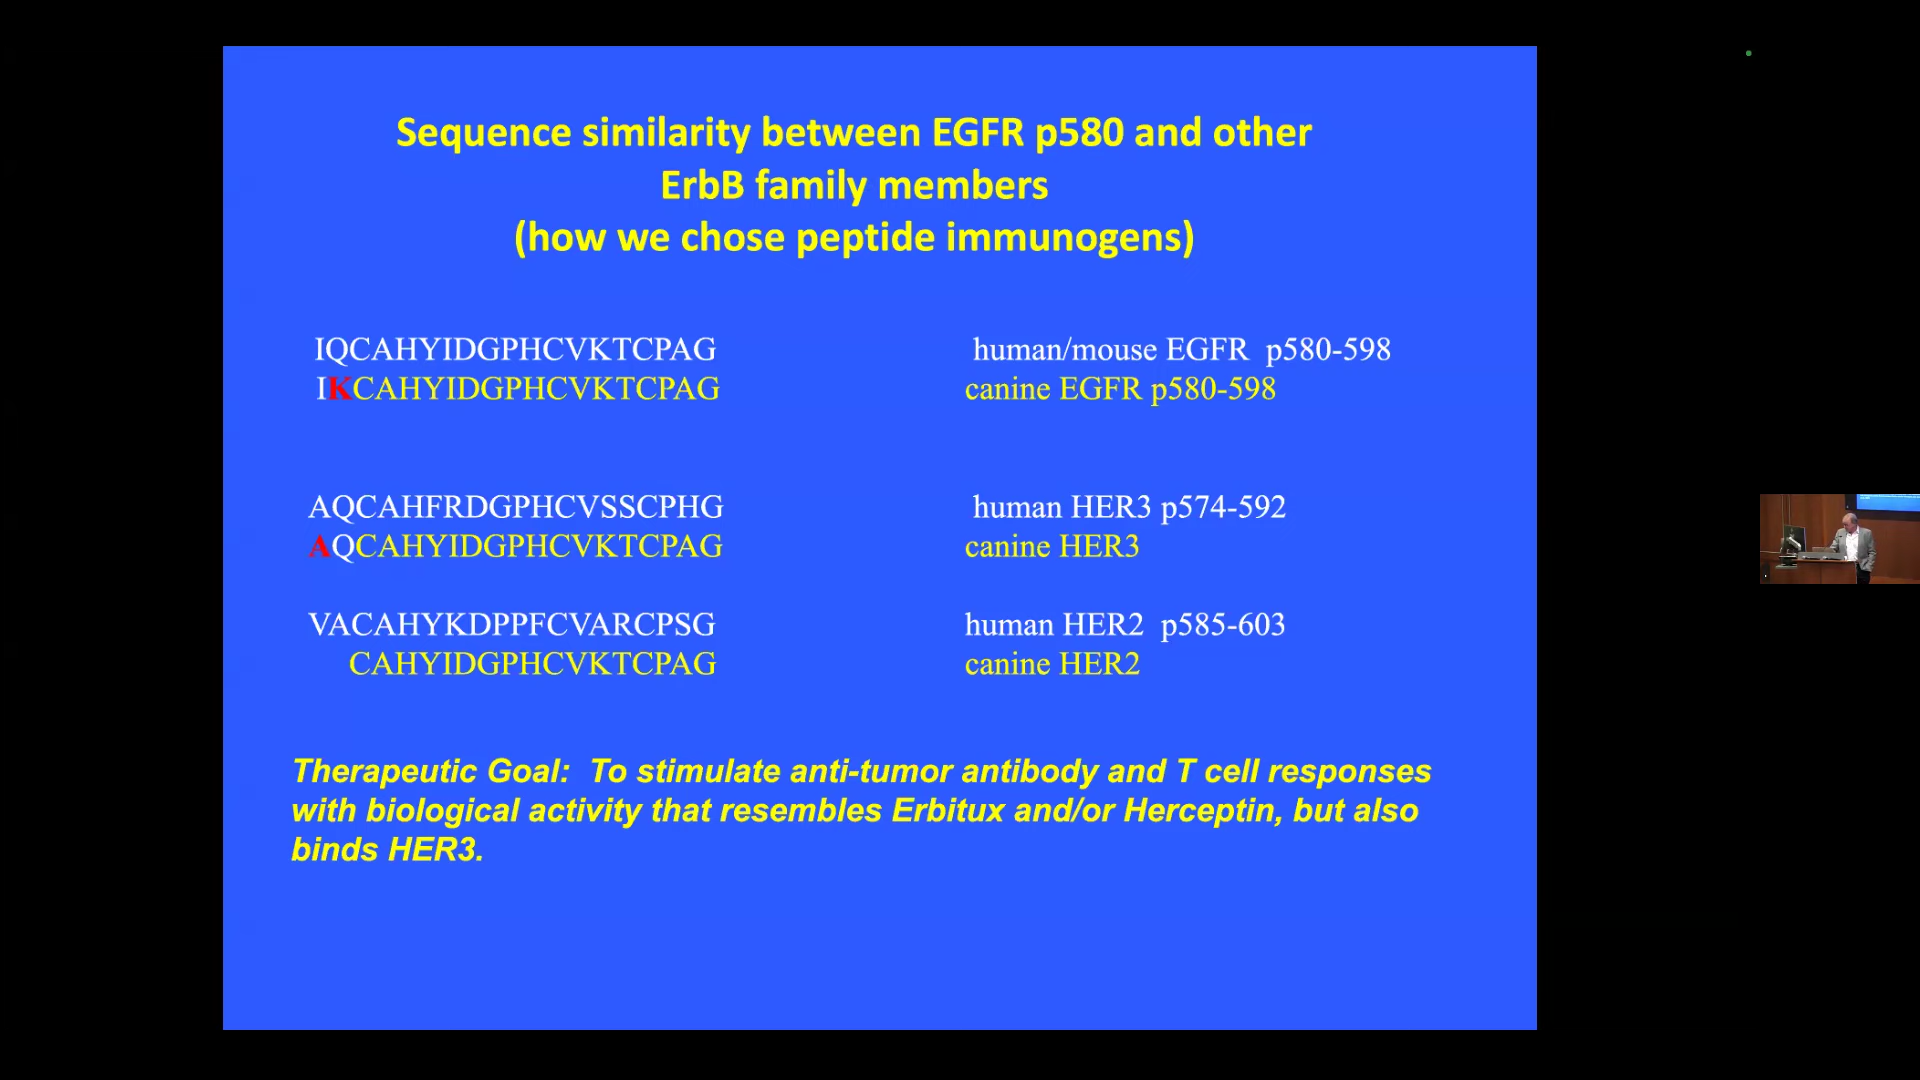 Sequence similarity between EGFR p580 and other
ErbB family members
(how we chose peptide immunogens)
IQCAHYIDGPHCVKTCPAG human/mouse EGFR p580-598
IKCAHYIDGPHCVKTCPAG canine EGFR p580-598
AQCAHFRDGPHCVSSCPHG human HER3 p574-592
AQCAHYIDGPHCVKTCPAG canine HER3
VACAHYKDPPFCVARCPSG human HER2 p585-603
CAHYIDGPHCVKTCPAG canine HER2
Therapeutic Goal: To stimulate anti-tumor antibody and T cell responses
with biological activity that resembles Erbitux and/or Herceptin, but also
binds HER3.